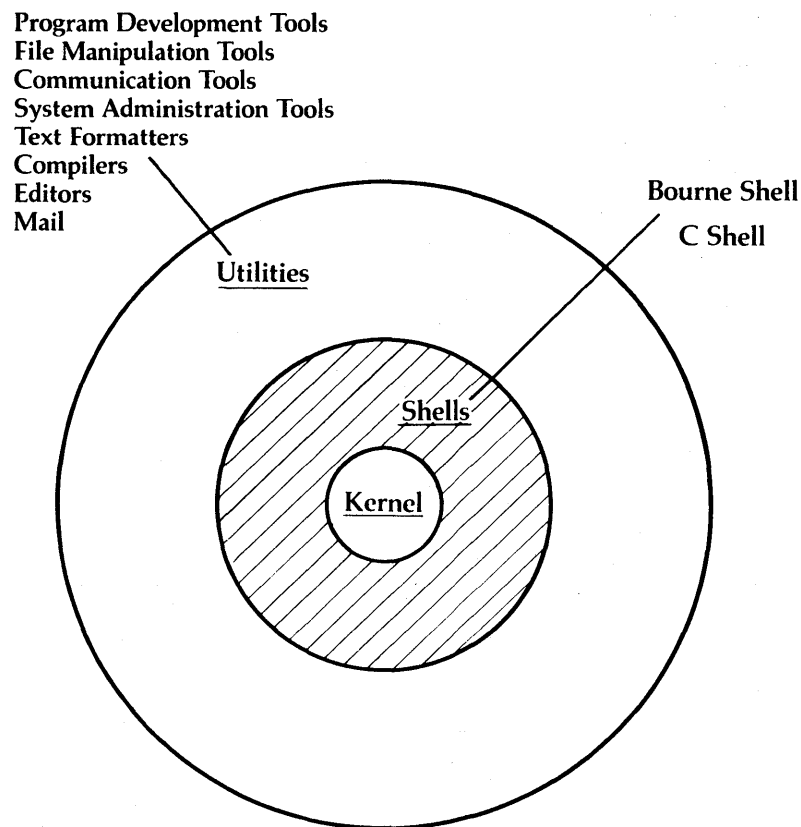 Program Development Tools
File Manipulation Tools
Communication Tools
System Administration Tools
Text Formatters
Compilers
Editors
Mail
Bourne Shell
C Shell
Utilities
Shells
Kernel